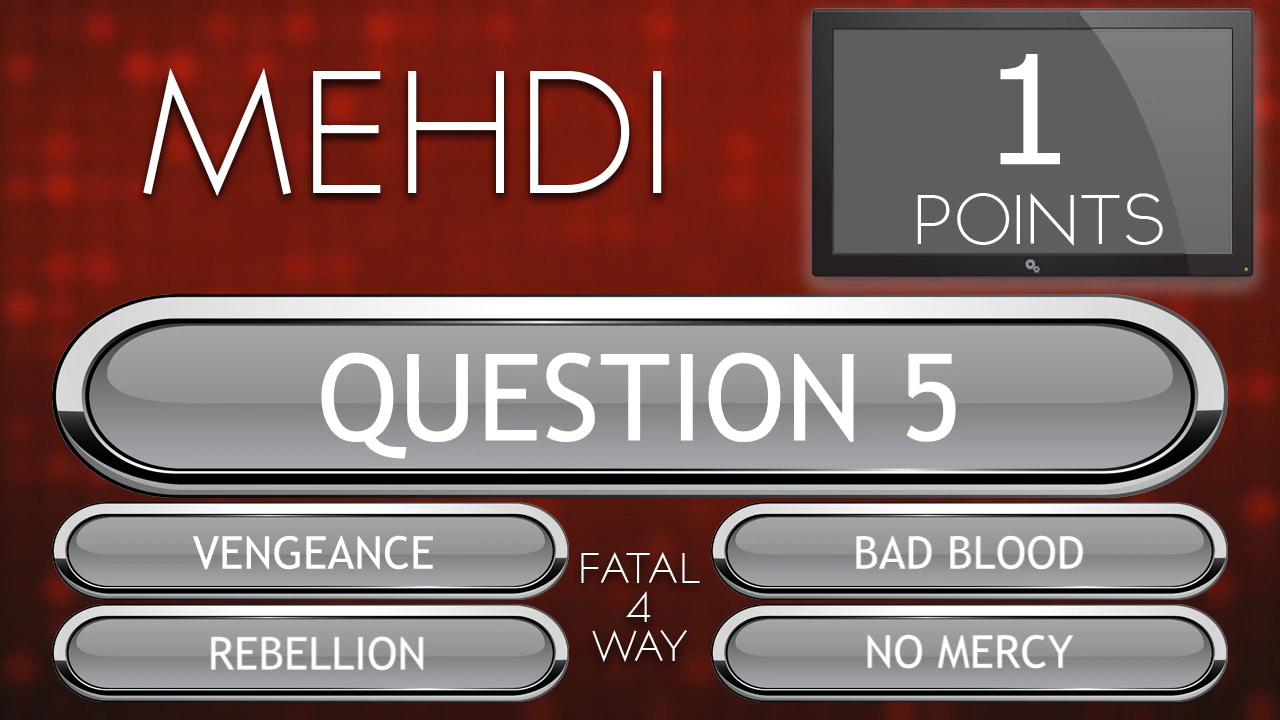 MEHDI
1
POINTS
QUESTION 5
VENGEANCE
BAD BLOOD
FATAL
4
WAY
REBELLION
NO MERCY